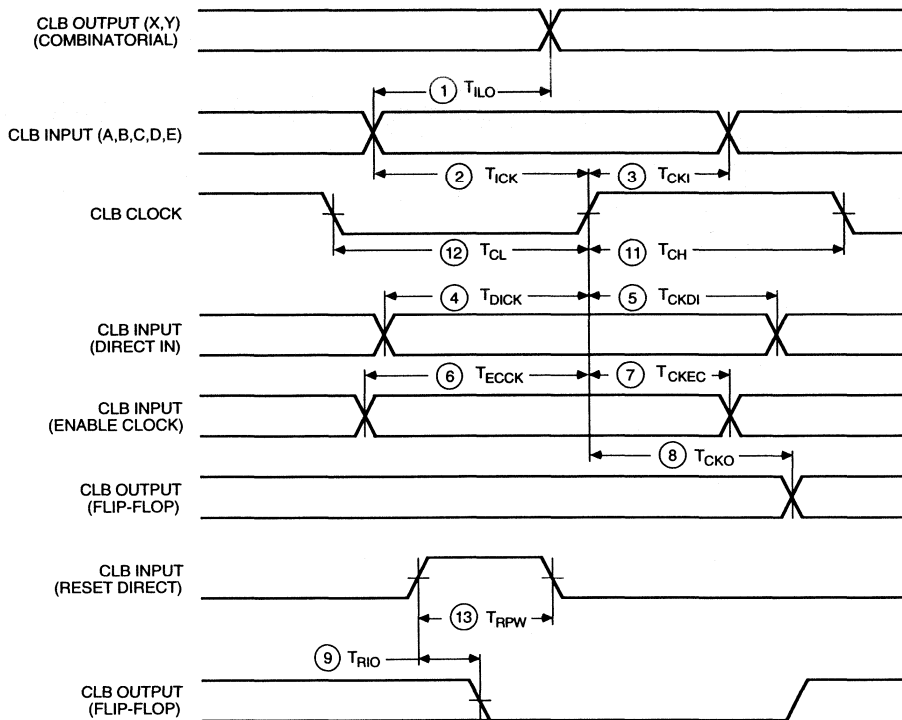 CLB OUTPUT (X,Y)
(COMBINATORIAL)
1 TILO
CLB INPUT (A,B,C,D,E)
2 TICK 3 TCKI
CLB CLOCK
12 TCL 11 TCH
4 TDICK 5 TCKDI
CLB INPUT
(DIRECT IN)
6 TECCK 7 TCKEC
CLB INPUT
(ENABLE CLOCK)
8 TCKO
CLB OUTPUT
(FLIP-FLOP)
CLB INPUT
(RESET DIRECT)
13 TRPW
9 TRIO
CLB OUTPUT
(FLIP-FLOP)